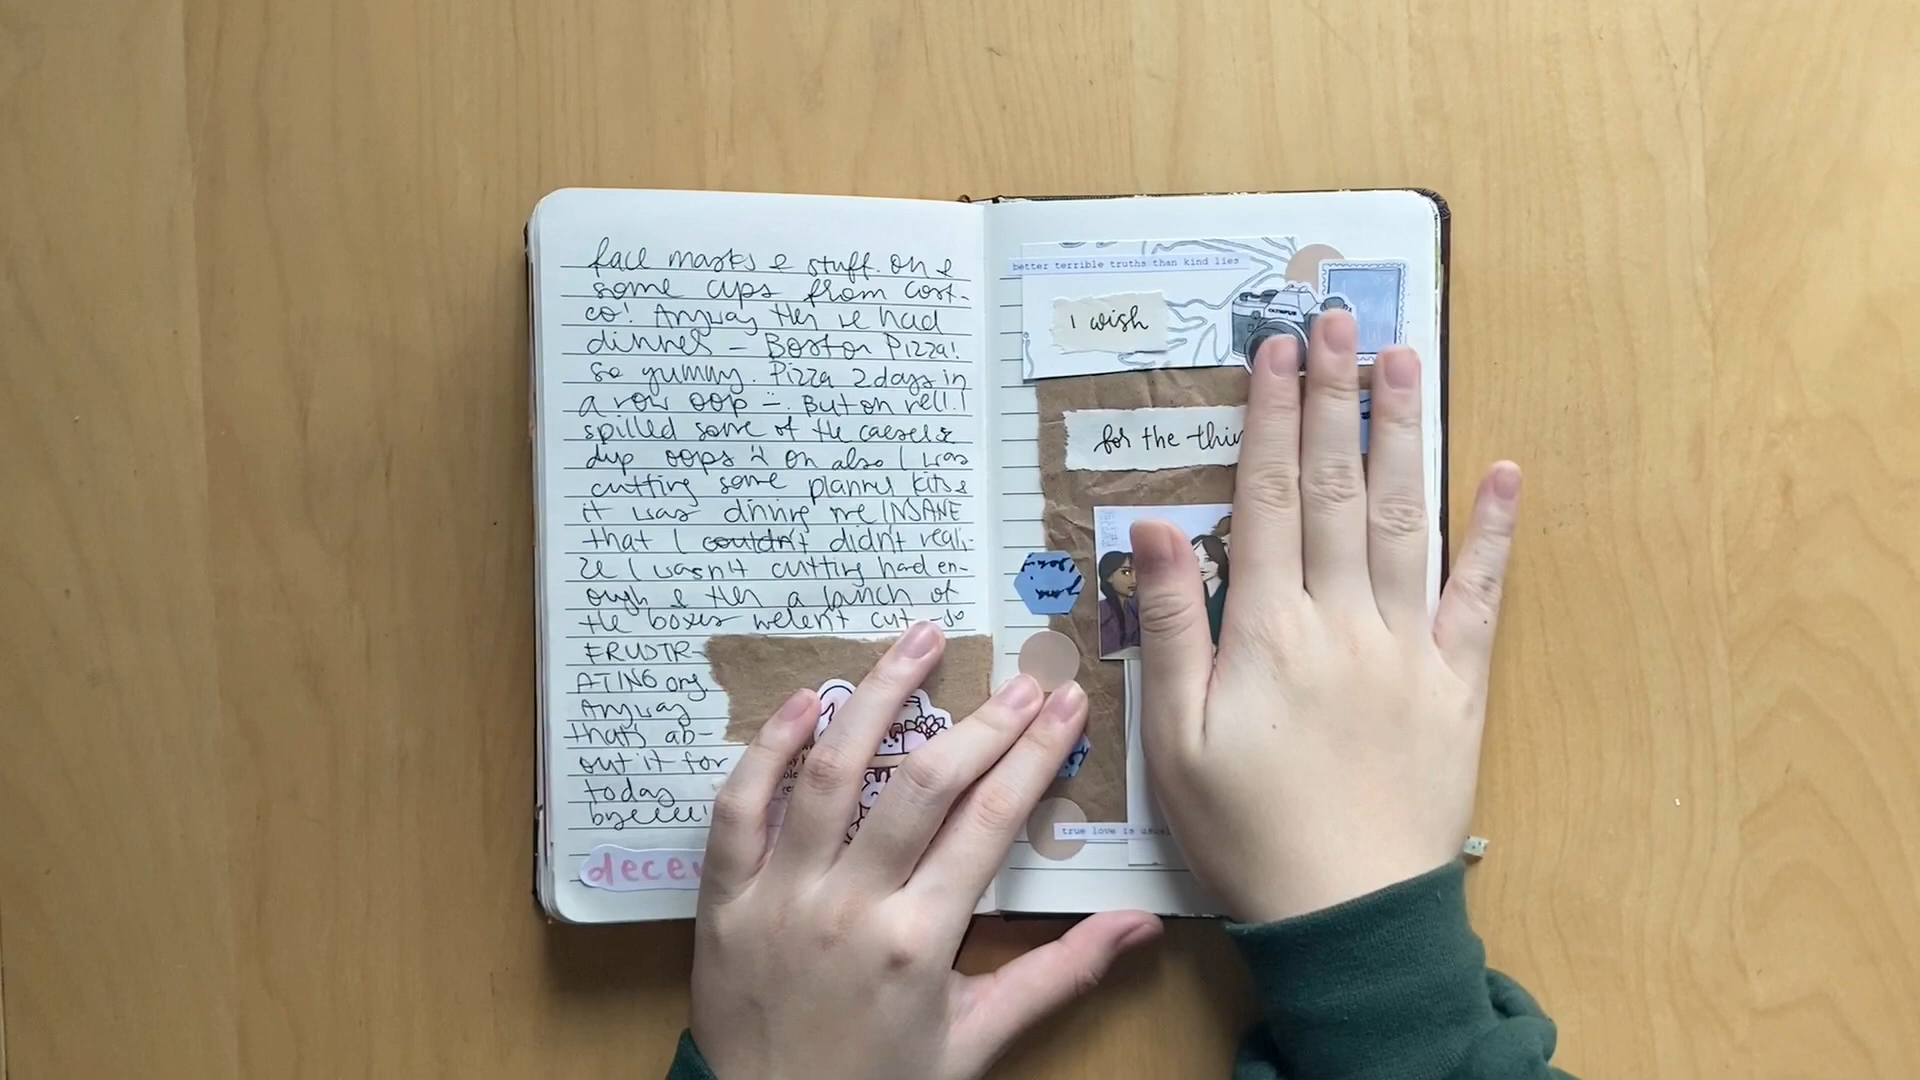 face masks & stuff. oh &
some cups from cost-
co! Anyway then we had
dinner - Boston Pizza!
so yummy. Pizza 2 days in
a row oop -. But oh well! I
spilled some of the caesar
dip oops oh also I was
cutting some planner kits &
it was driving me INSANE
that I couldn't didn't reali-
ze I wasn't cutting hard en-
ough & then a bunch of
the boxes weren't cut - so
FRUSTR-
ATING omg
Anyway
that's ab-
out it for
today
byeeee!
better terrible truths than kind lies
I wish
OLYMPUS
for the
true love is